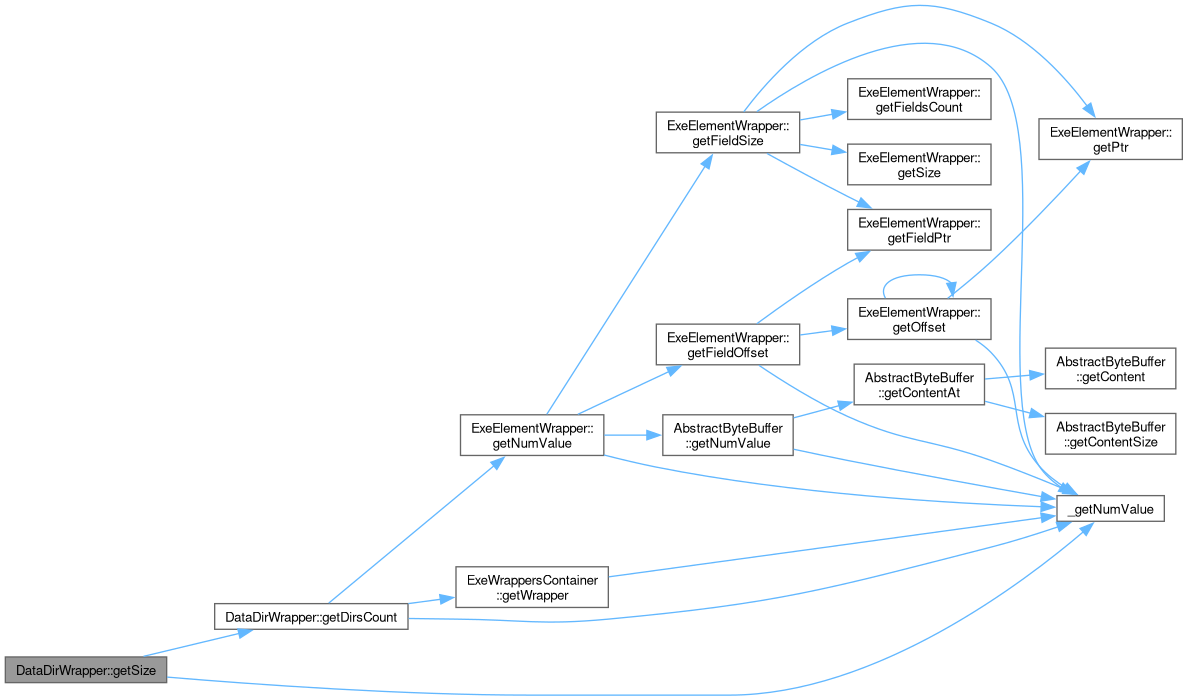 ExeElementWrapper::
getFieldsCount
ExeElementWrapper::
getFieldSize
ExeElementWrapper::
getPtr
ExeElementWrapper::
getSize
ExeElementWrapper::
getFieldPtr
ExeElementWrapper::
getOffset
ExeElementWrapper::
getFieldOffset
AbstractByteBuffer
::getContent
AbstractByteBuffer
::getContentAt
AbstractByteBuffer
::getContentSize
ExeElementWrapper::
getNumValue
AbstractByteBuffer
::getNumValue
_getNumValue
ExeWrappersContainer
::getWrapper
DataDirWrapper::getDirsCount
DataDirWrapper::getSize